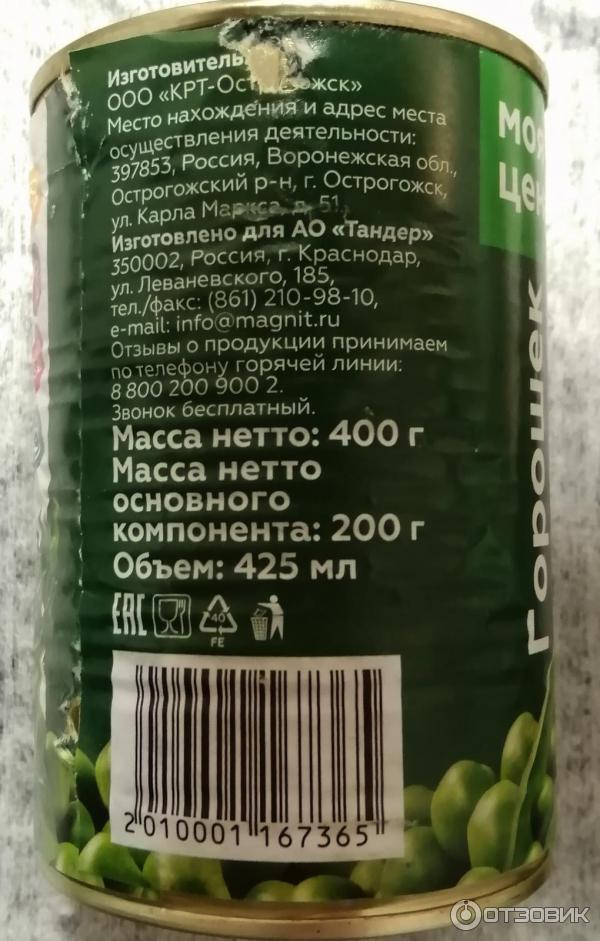 Изготовитель:
ООО «КРТ-Острогожск»
Место нахождения и адрес места
осуществления деятельности:
397853, Россия, Воронежская обл.,
Острогожский р-н, г. Острогожск,
ул. Карла Маркса, д. 51.
Изготовлено для АО «Тандер»
350002, Россия, г. Краснодар,
ул. Леваневского, 185,
тел./факс: (861) 210-98-10,
e-mail: info@magnit.ru
Отзывы о продукции принимаем
по телефону горячей линии:
8 800 200 900 2.
Звонок бесплатный.
Масса нетто: 400 г
Масса нетто
основного
компонента: 200 г
Объем: 425 мл
EAC
40
FE
2 010001 167365
Горошек
ОТЗОВИК